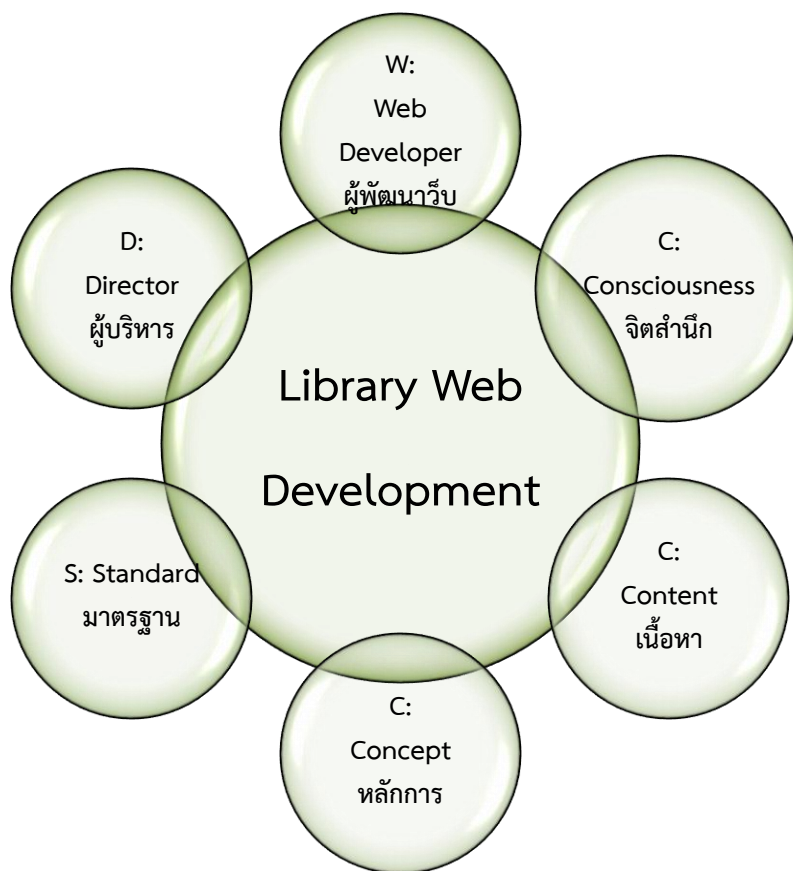 W:
Web
Developer
ผู้พัฒนาว็บ
C:
Consciousness
จิตสำนึก
C:
Content
เนื้อหา
C:
Concept
หลักการ
S: Standard
มาตรฐาน
D:
Director
ผู้บริหาร
Library Web
Development